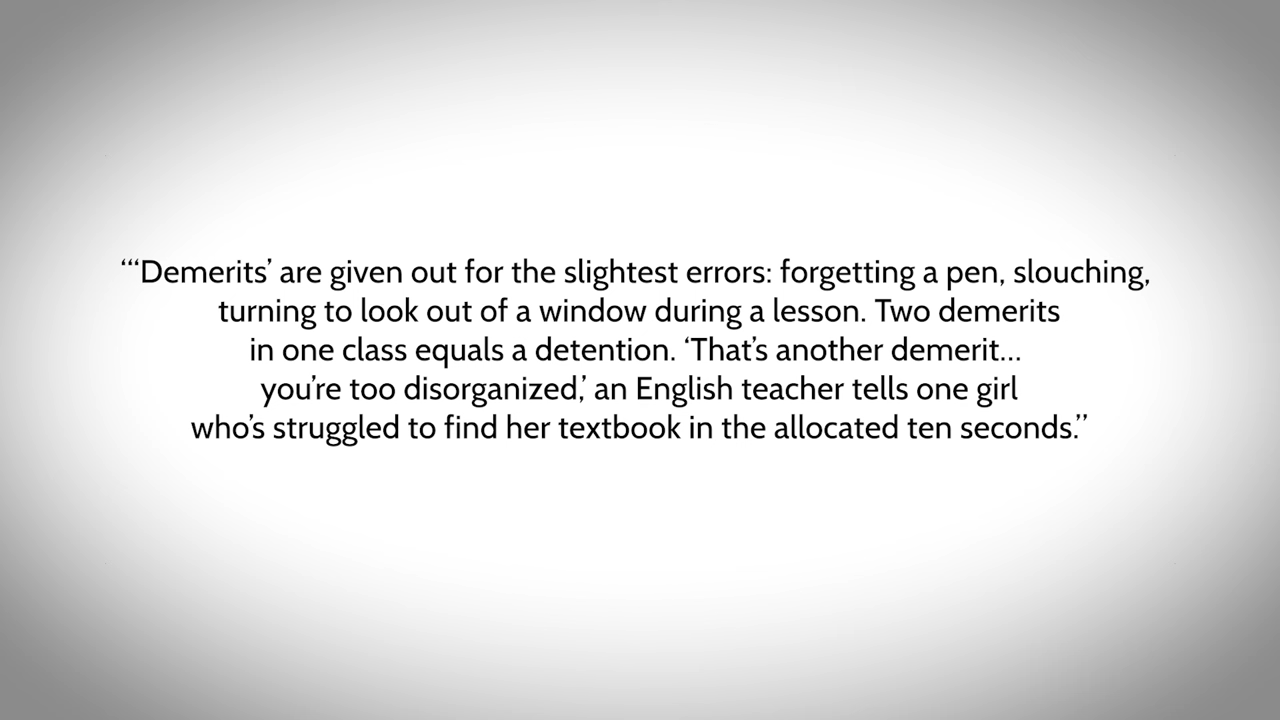 “‘Demerits’ are given out for the slightest errors: forgetting a pen, slouching,
turning to look out of a window during a lesson. Two demerits
in one class equals a detention. ‘That’s another demerit...
you’re too disorganized,’ an English teacher tells one girl
who’s struggled to find her textbook in the allocated ten seconds.”